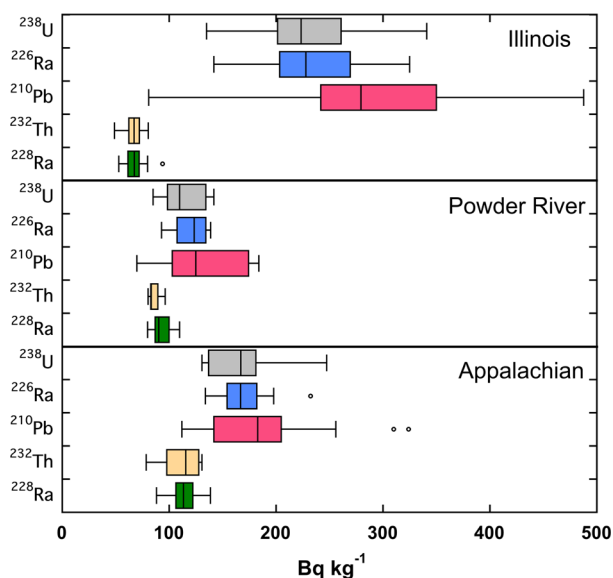 Illinois
²³⁸U
²²⁶Ra
²¹⁰Pb
²³²Th
²²⁸Ra
Powder River
²³⁸U
²²⁶Ra
²¹⁰Pb
²³²Th
²²⁸Ra
Appalachian
²³⁸U
²²⁶Ra
²¹⁰Pb
²³²Th
²²⁸Ra
0 100 200 300 400 500
Bq kg⁻¹